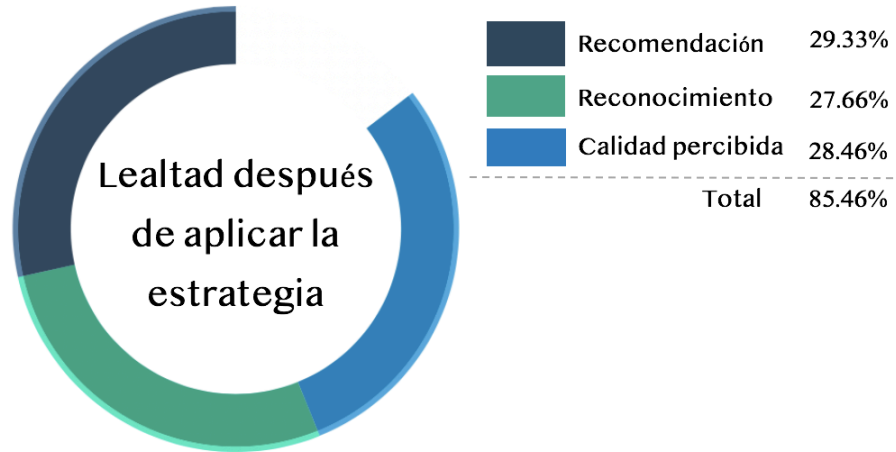 Lealtad después
de aplicar la
estrategia
Recomendación 29.33%
Reconocimiento 27.66%
Calidad percibida 28.46%
Total 85.46%